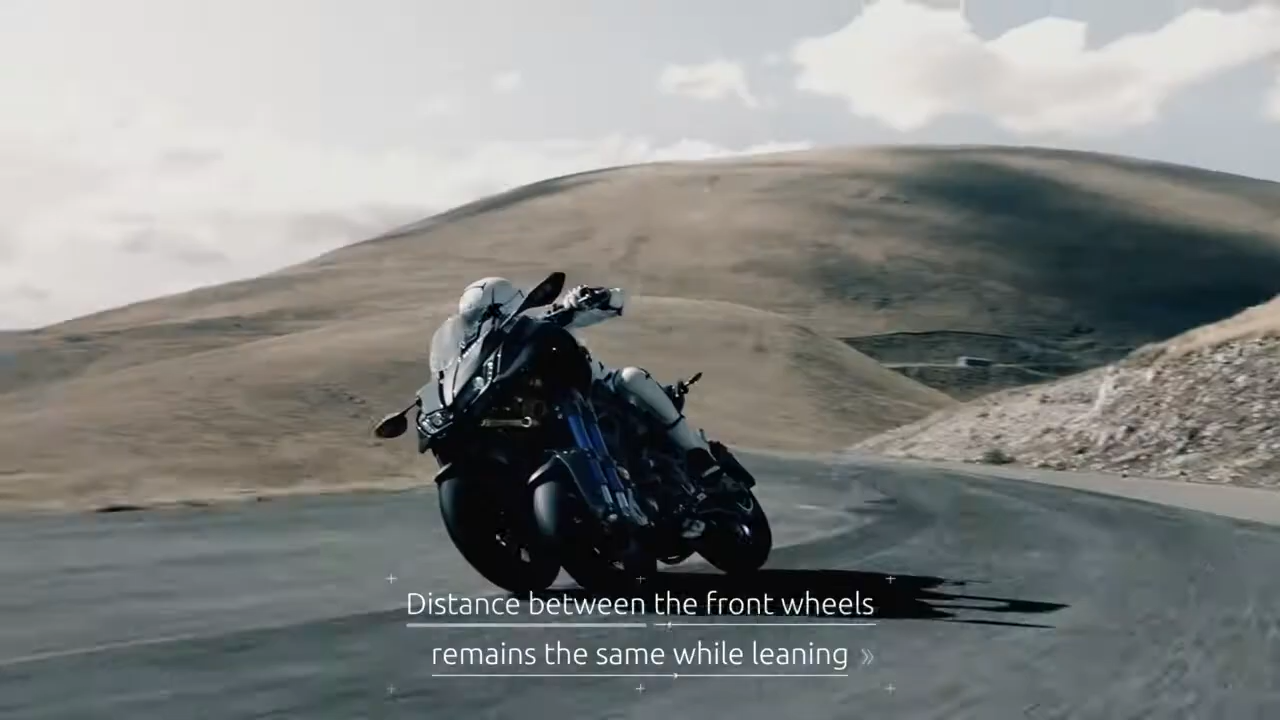 Distance between the front wheels
remains the same while leaning »